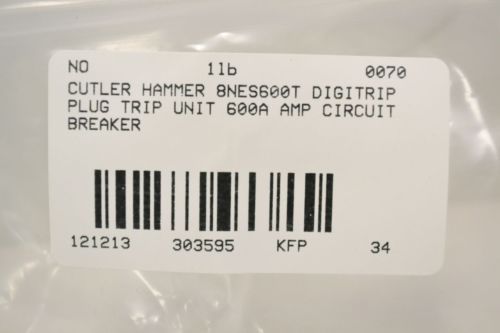 NO 1lb 0070
CUTLER HAMMER 8NES600T DIGITRIP
PLUG TRIP UNIT 600A AMP CIRCUIT
BREAKER
121213 303595 KFP 34